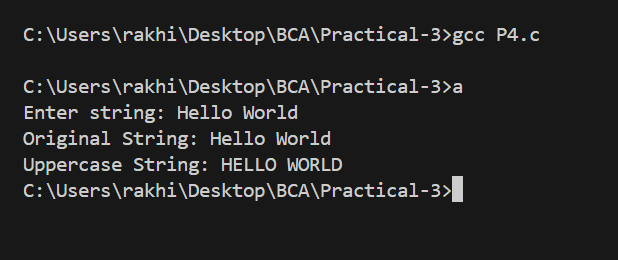 C:\Users\rakhi\Desktop\BCA\Practical-3>gcc P4.c
C:\Users\rakhi\Desktop\BCA\Practical-3>a
Enter string: Hello World
Original String: Hello World
Uppercase String: HELLO WORLD
C:\Users\rakhi\Desktop\BCA\Practical-3>